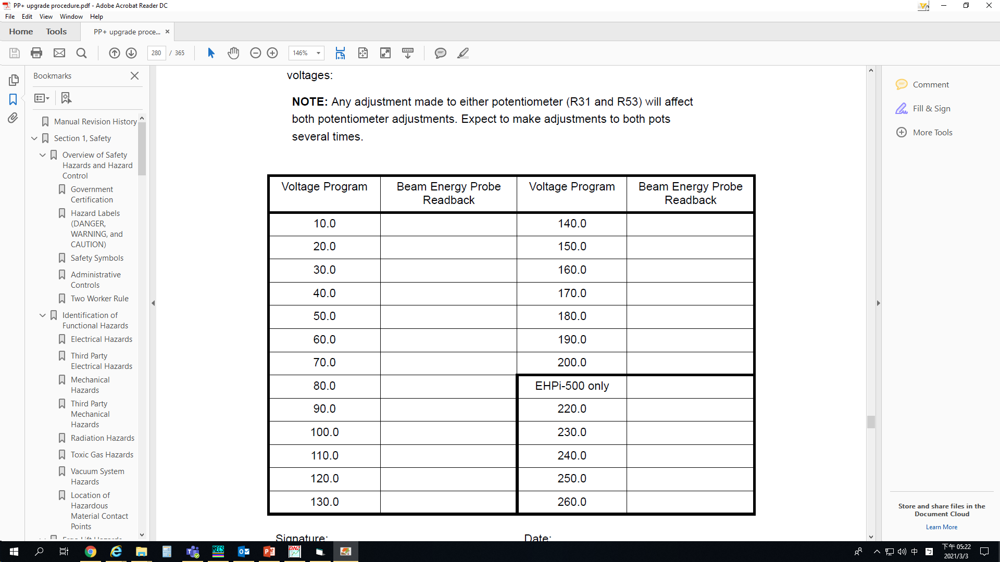 PP+ upgrade procedure.pdf - Adobe Acrobat Reader DC
File Edit View Window Help
Home Tools PP+ upgrade proce... ×
280 / 365 146%
Bookmarks
Manual Revision History
Section 1, Safety
Overview of Safety
Hazards and Hazard
Control
Government
Certification
Hazard Labels
(DANGER,
WARNING, and
CAUTION)
Safety Symbols
Administrative
Controls
Two Worker Rule
Identification of
Functional Hazards
Electrical Hazards
Third Party
Electrical Hazards
Mechanical
Hazards
Third Party
Mechanical
Hazards
Radiation Hazards
Toxic Gas Hazards
Vacuum System
Hazards
Location of
Hazardous
Material Contact
Points
Ergo Lift Hazards
voltages:
NOTE: Any adjustment made to either potentiometer (R31 and R53) will affect
both potentiometer adjustments. Expect to make adjustments to both pots
several times.
Voltage Program Beam Energy Probe Voltage Program Beam Energy Probe
Readback Readback
10.0 140.0
20.0 150.0
30.0 160.0
40.0 170.0
50.0 180.0
60.0 190.0
70.0 200.0
80.0 EHPi-500 only
90.0 220.0
100.0 230.0
110.0 240.0
120.0 250.0
130.0 260.0
Signature: Date:
Comment
Fill & Sign
More Tools
Store and share files in the
Document Cloud
Learn More
RECS
DNZ
中
ㄅ
下午 05:22
2021/3/3